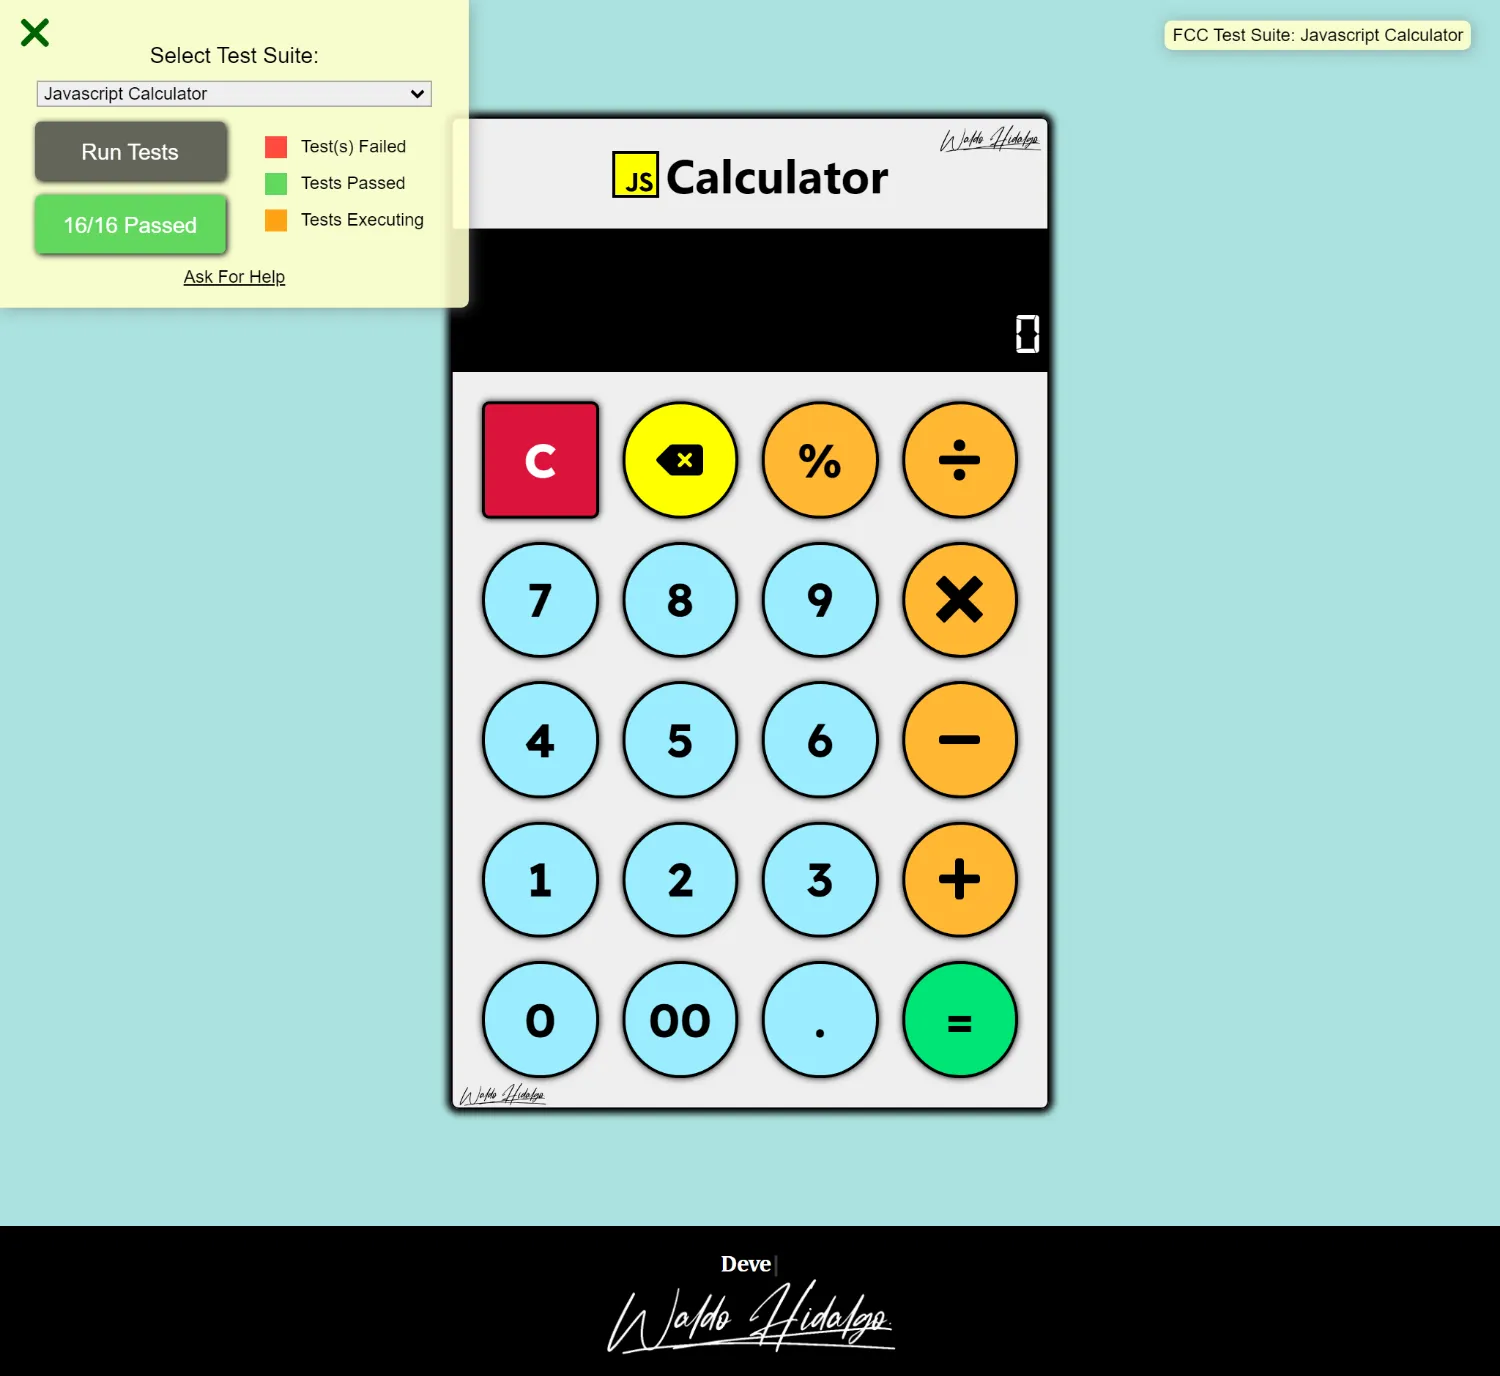 Select Test Suite:
Javascript Calculator
Run Tests
16/16 Passed
Test(s) Failed
Tests Passed
Tests Executing
Ask For Help
FCC Test Suite: Javascript Calculator
Waldo Hidalgo
JS Calculator
0
C % ÷
7 8 9 ×
4 5 6 −
1 2 3 +
0 00 . =
Waldo Hidalgo
Deve|
Waldo Hidalgo